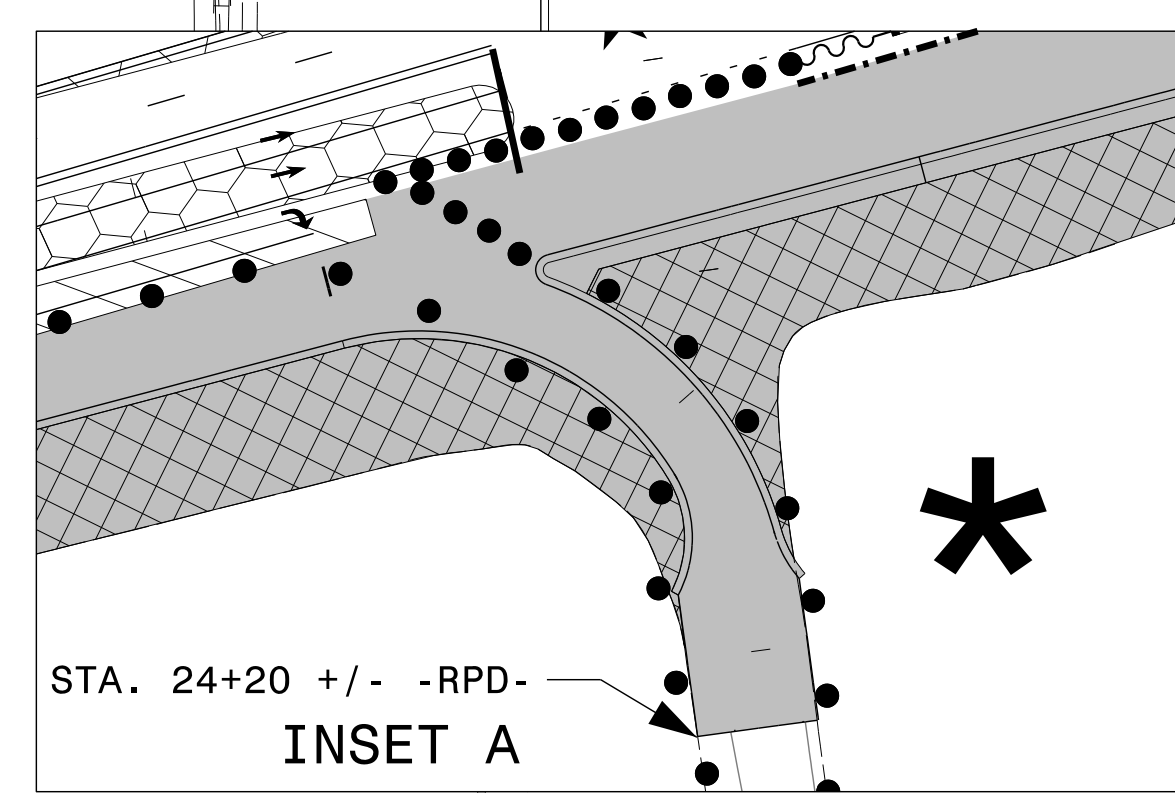 STA. 24+20 +/- -RPD-
INSET A